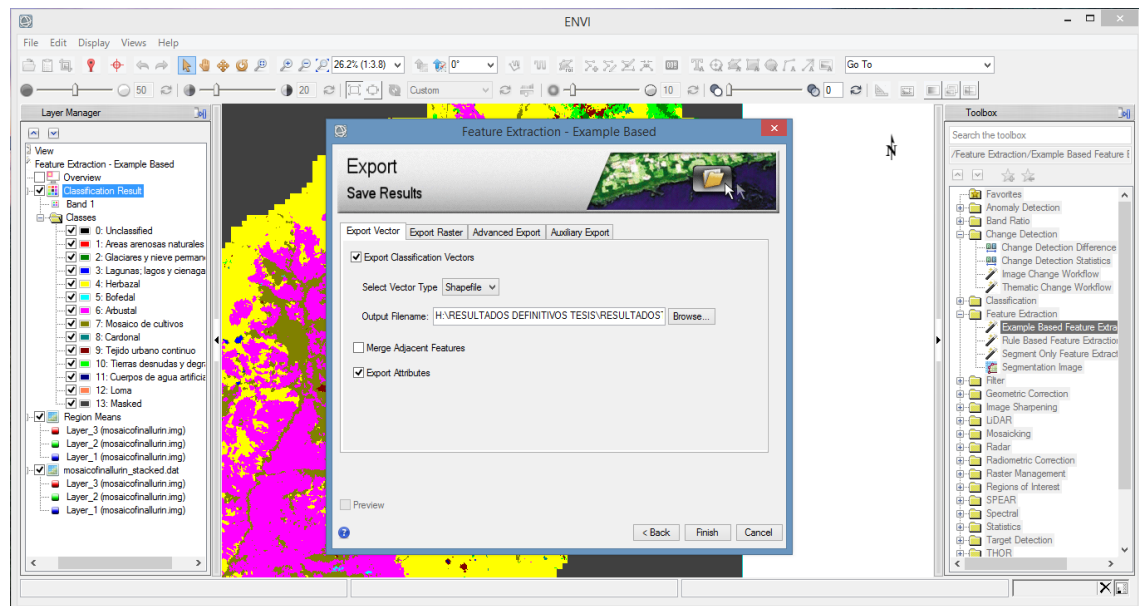 ENVI
File Edit Display Views Help
26.2% (1:3.8) 0° Go To
50 20 Custom 10 0
Layer Manager
View
Feature Extraction - Example Based
Overview
Classification Result
Band 1
Classes
0: Unclassified
1: Areas arenosas naturales
2: Glaciares y nieve perman
3: Lagunas; lagos y cienaga
4: Herbazal
5: Bofedal
6: Arbustal
7: Mosaico de cultivos
8: Cardonal
9: Tejido urbano continuo
10: Tierras desnudas y degr
11: Cuerpos de agua artificia
12: Loma
13: Masked
Region Means
Layer_3 (mosaicofinallurin.img)
Layer_2 (mosaicofinallurin.img)
Layer_1 (mosaicofinallurin.img)
mosaicofinallurin_stacked.dat
Layer_3 (mosaicofinallurin.img)
Layer_2 (mosaicofinallurin.img)
Layer_1 (mosaicofinallurin.img)
N
Feature Extraction - Example Based
Export
Save Results
Export Vector Export Raster Advanced Export Auxiliary Export
Export Classification Vectors
Select Vector Type Shapefile
Output Filename: H:\RESULTADOS DEFINITIVOS TESIS\RESULTADOS Browse...
Merge Adjacent Features
Export Attributes
Preview
< Back Finish Cancel
Toolbox
Search the toolbox
/Feature Extraction/Example Based Feature E
Favorites
Anomaly Detection
Band Ratio
Change Detection
Change Detection Difference
Change Detection Statistics
Image Change Workflow
Thematic Change Workflow
Classification
Feature Extraction
Example Based Feature Extra
Rule Based Feature Extraction
Segment Only Feature Extract
Segmentation Image
Filter
Geometric Correction
Image Sharpening
LiDAR
Mosaicking
Radar
Radiometric Correction
Raster Management
Regions of Interest
SPEAR
Spectral
Statistics
Target Detection
THOR